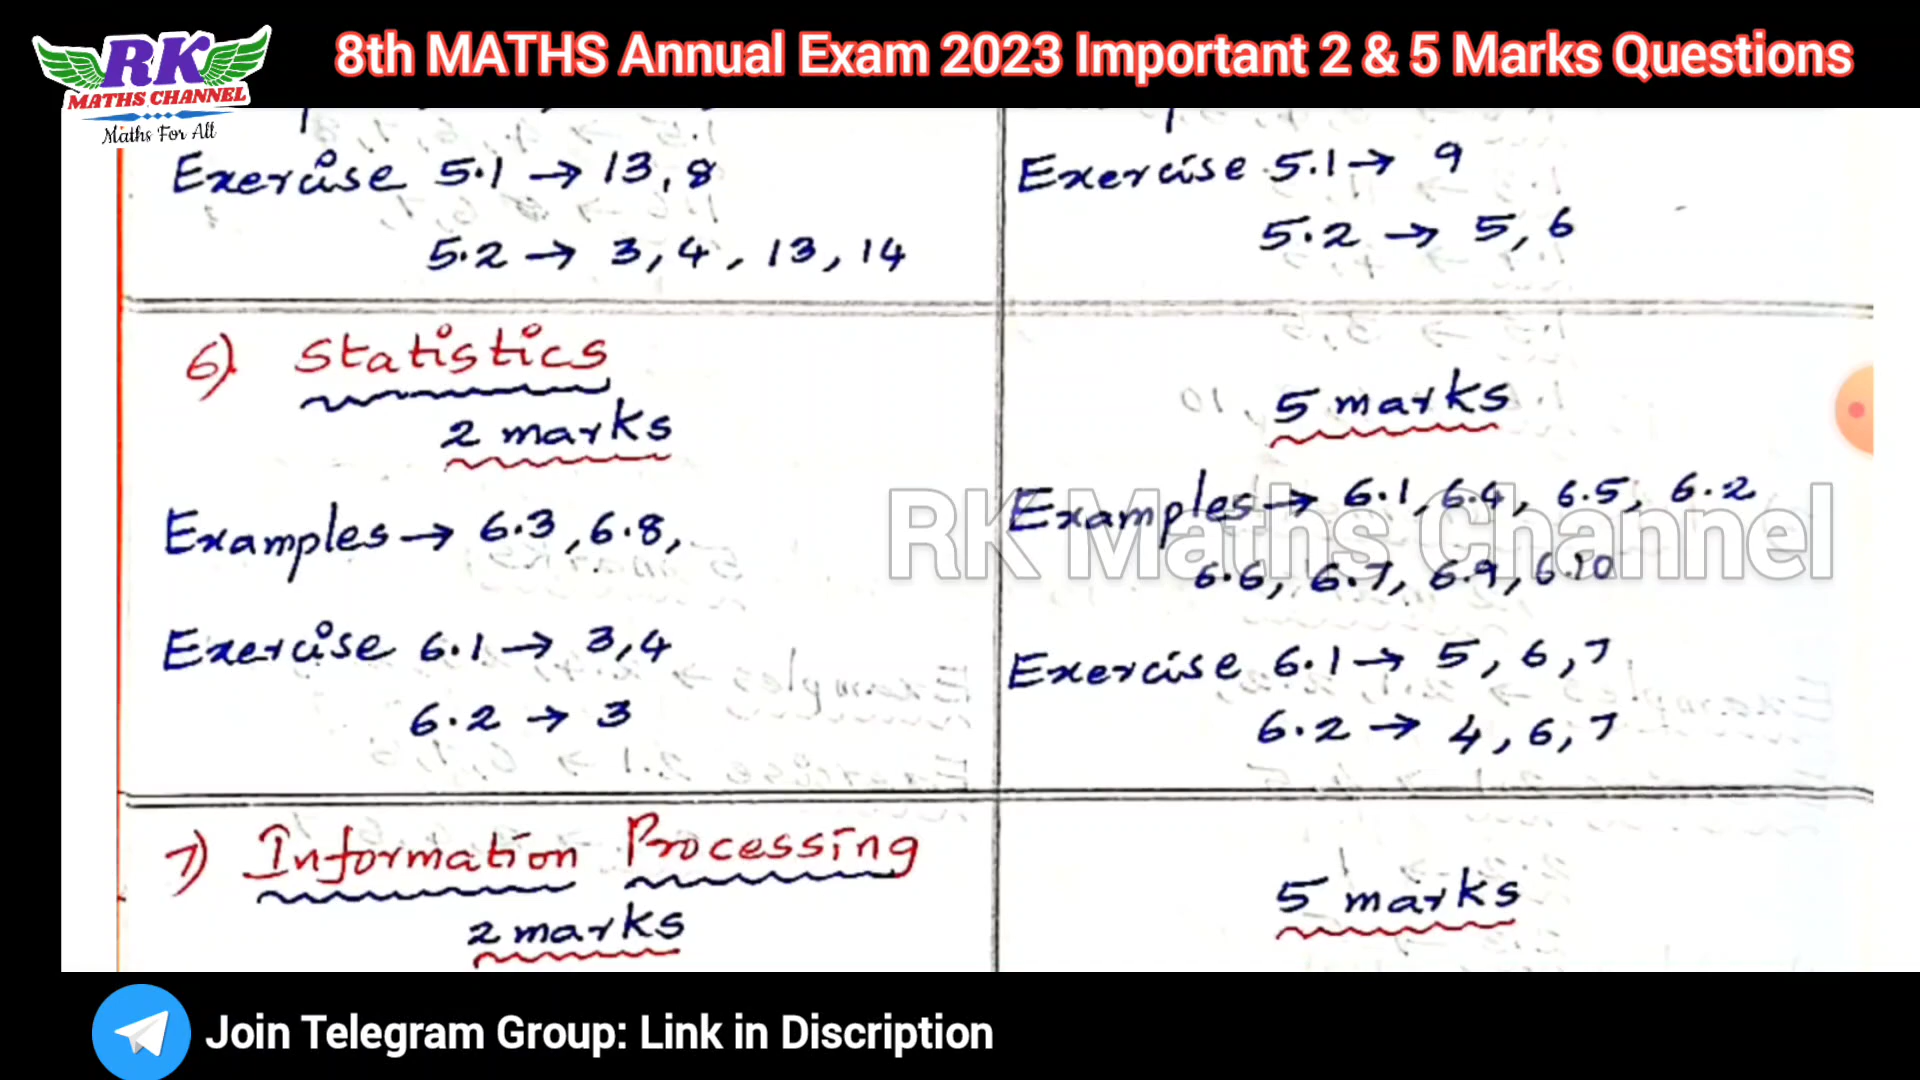 RK
MATHS CHANNEL
Maths For All
8th MATHS Annual Exam 2023 Important 2 & 5 Marks Questions
Exercise 5.1 → 13, 8
5.2 → 3, 4, 13, 14
Exercise 5.1 → 9
5.2 → 5, 6
6) Statistics
2 marks
Examples → 6.3, 6.8,
Exercise 6.1 → 3, 4
6.2 → 3
5 marks
Examples → 6.1, 6.4, 6.5, 6.2
6.6, 6.7, 6.9, 6.10
Exercise 6.1 → 5, 6, 7
6.2 → 4, 6, 7
RK Maths Channel
7) Information Processing
2 marks
5 marks
Join Telegram Group: Link in Discription